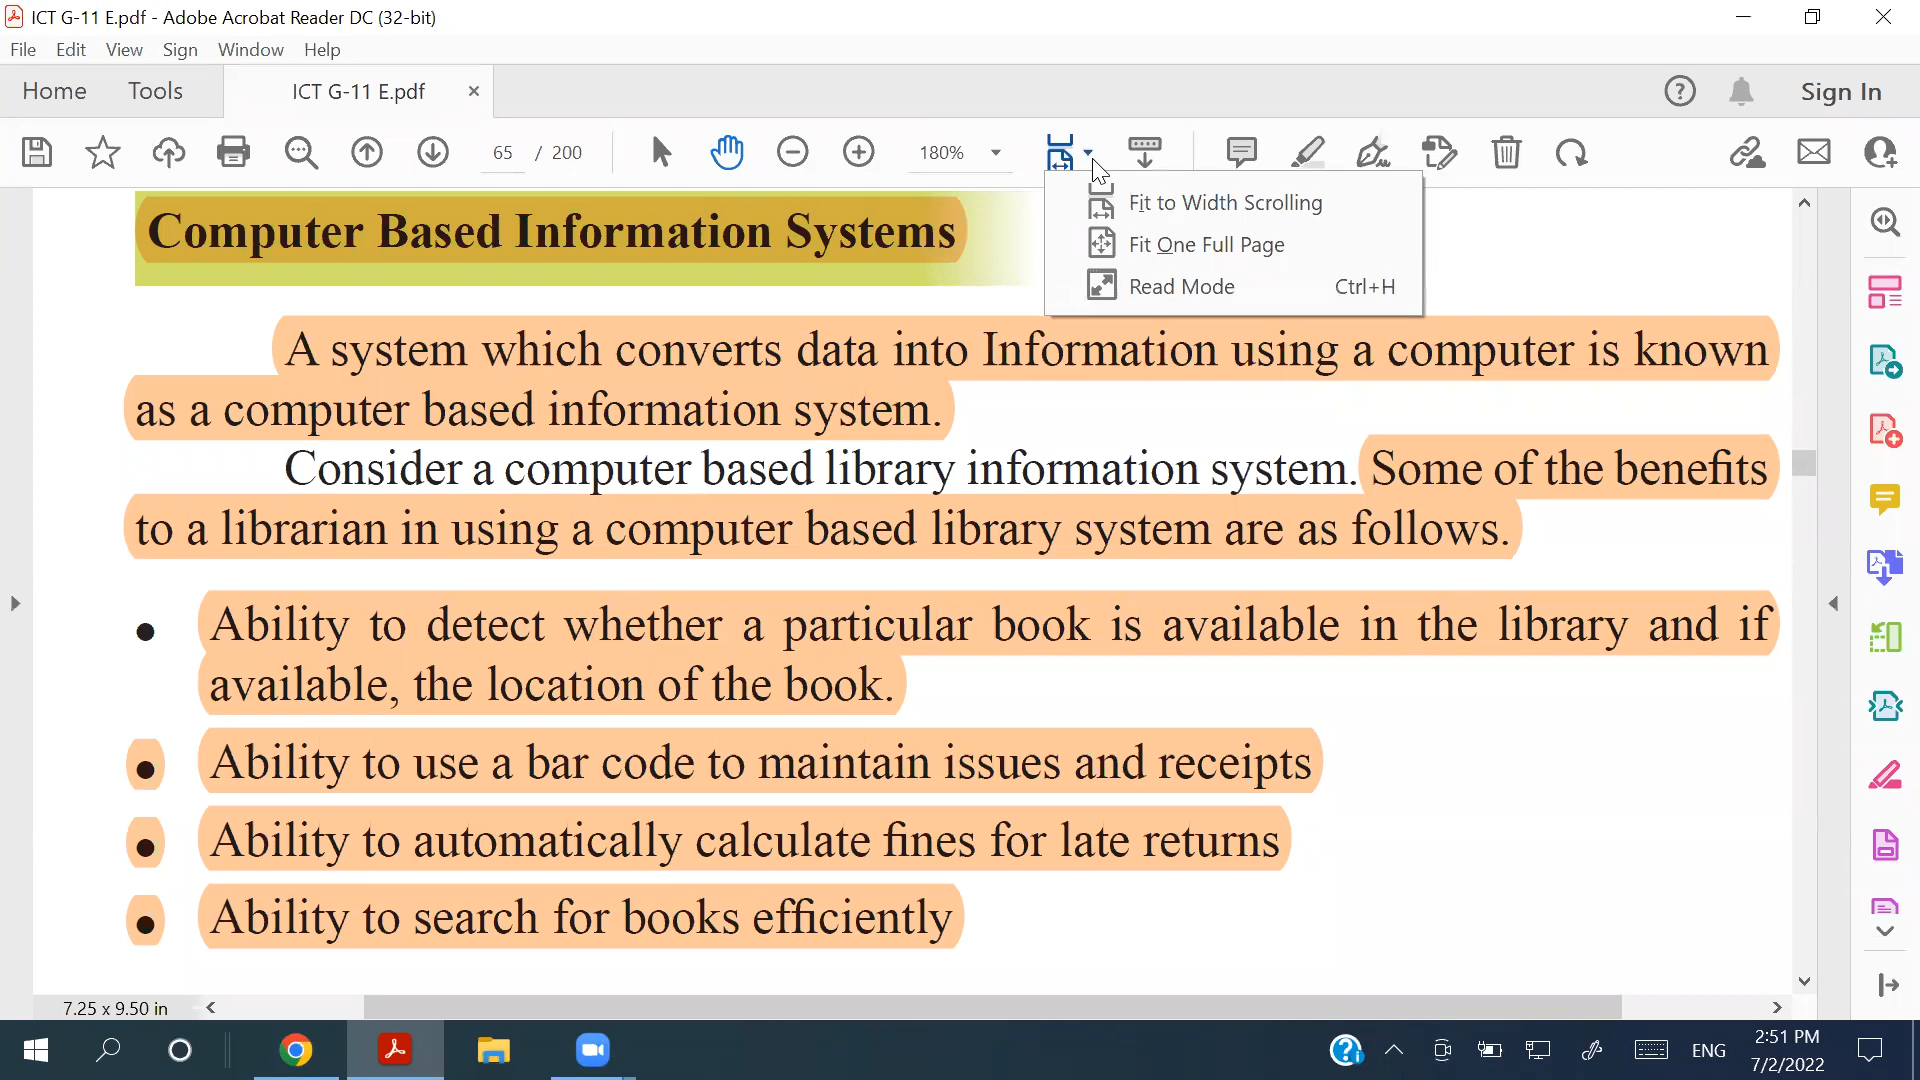 ICT G-11 E.pdf - Adobe Acrobat Reader DC (32-bit)
File Edit View Sign Window Help
Home Tools ICT G-11 E.pdf × Sign In
65 / 200 180%
Fit to Width Scrolling
Fit One Full Page
Read Mode Ctrl+H
Computer Based Information Systems
A system which converts data into Information using a computer is known
as a computer based information system.
Consider a computer based library information system. Some of the benefits
to a librarian in using a computer based library system are as follows.
• Ability to detect whether a particular book is available in the library and if
available, the location of the book.
• Ability to use a bar code to maintain issues and receipts
• Ability to automatically calculate fines for late returns
• Ability to search for books efficiently
7.25 x 9.50 in
ENG
2:51 PM
7/2/2022